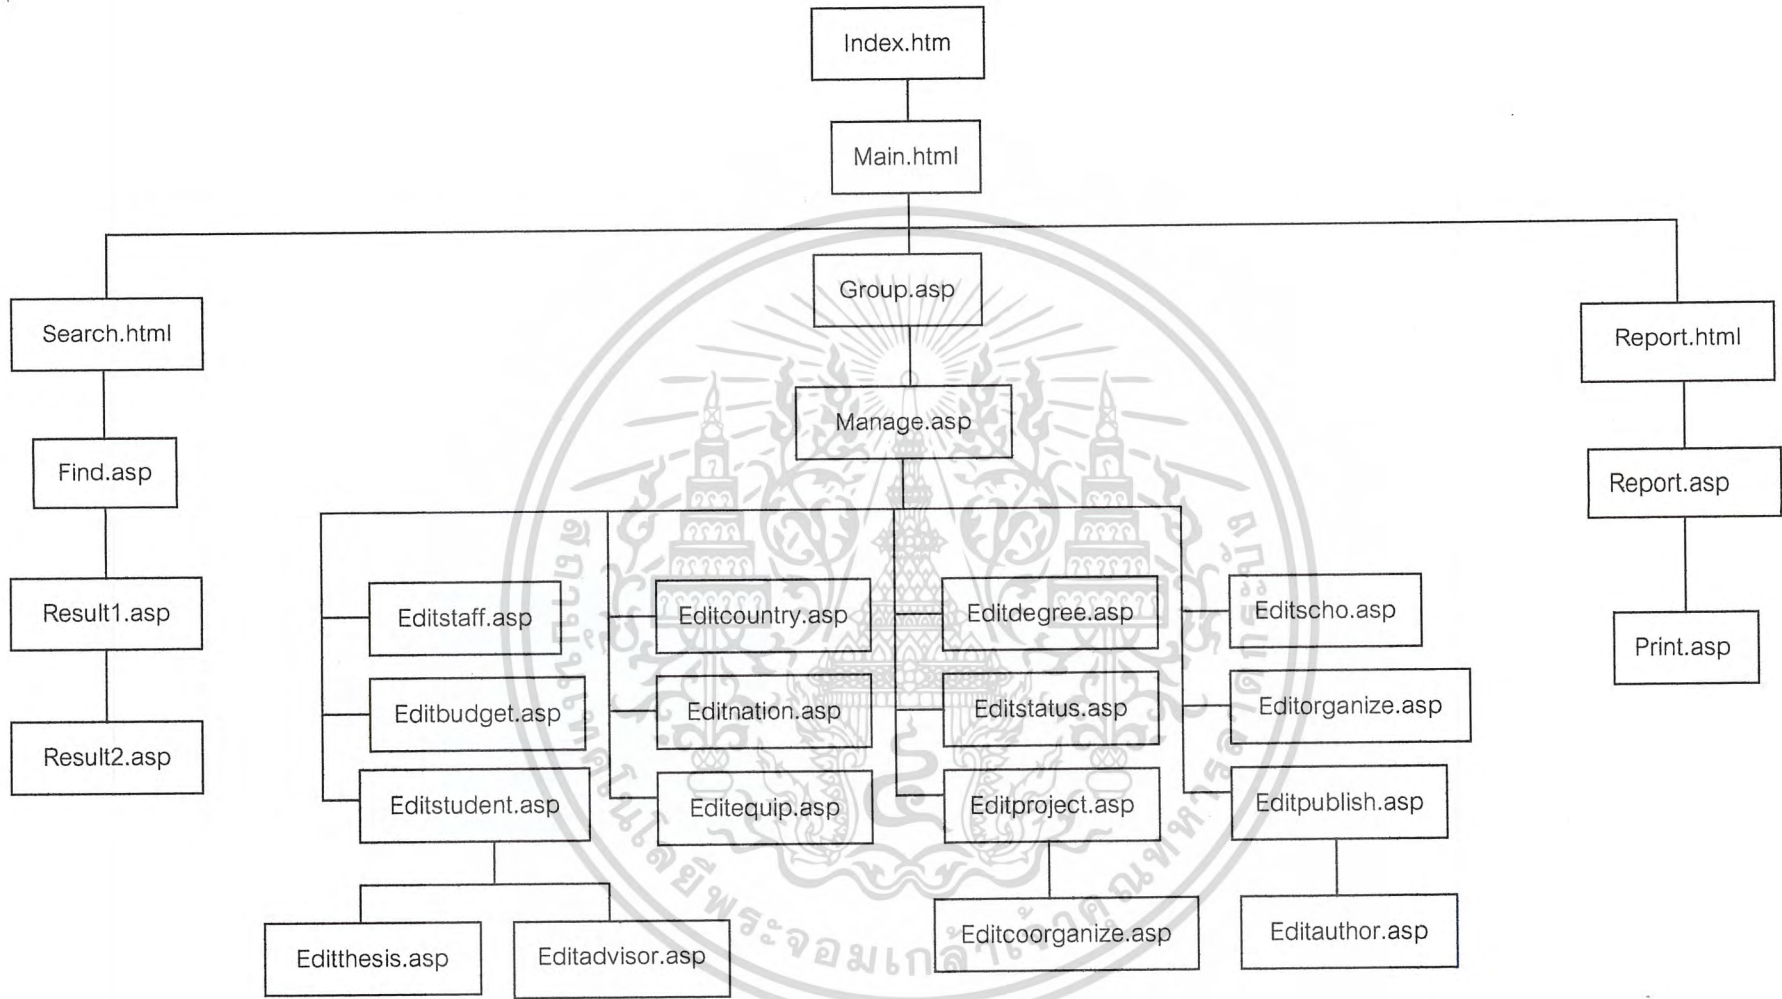 Index.htm
Main.html
Search.html
Group.asp
Report.html
Find.asp
Manage.asp
Report.asp
Result1.asp
Result2.asp
Print.asp
Editstaff.asp
Editcountry.asp
Editdegree.asp
Editscho.asp
Editbudget.asp
Editnation.asp
Editstatus.asp
Editorganize.asp
Editstudent.asp
Editequip.asp
Editproject.asp
Editpublish.asp
Editthesis.asp
Editadvisor.asp
Editcoorganize.asp
Editauthor.asp